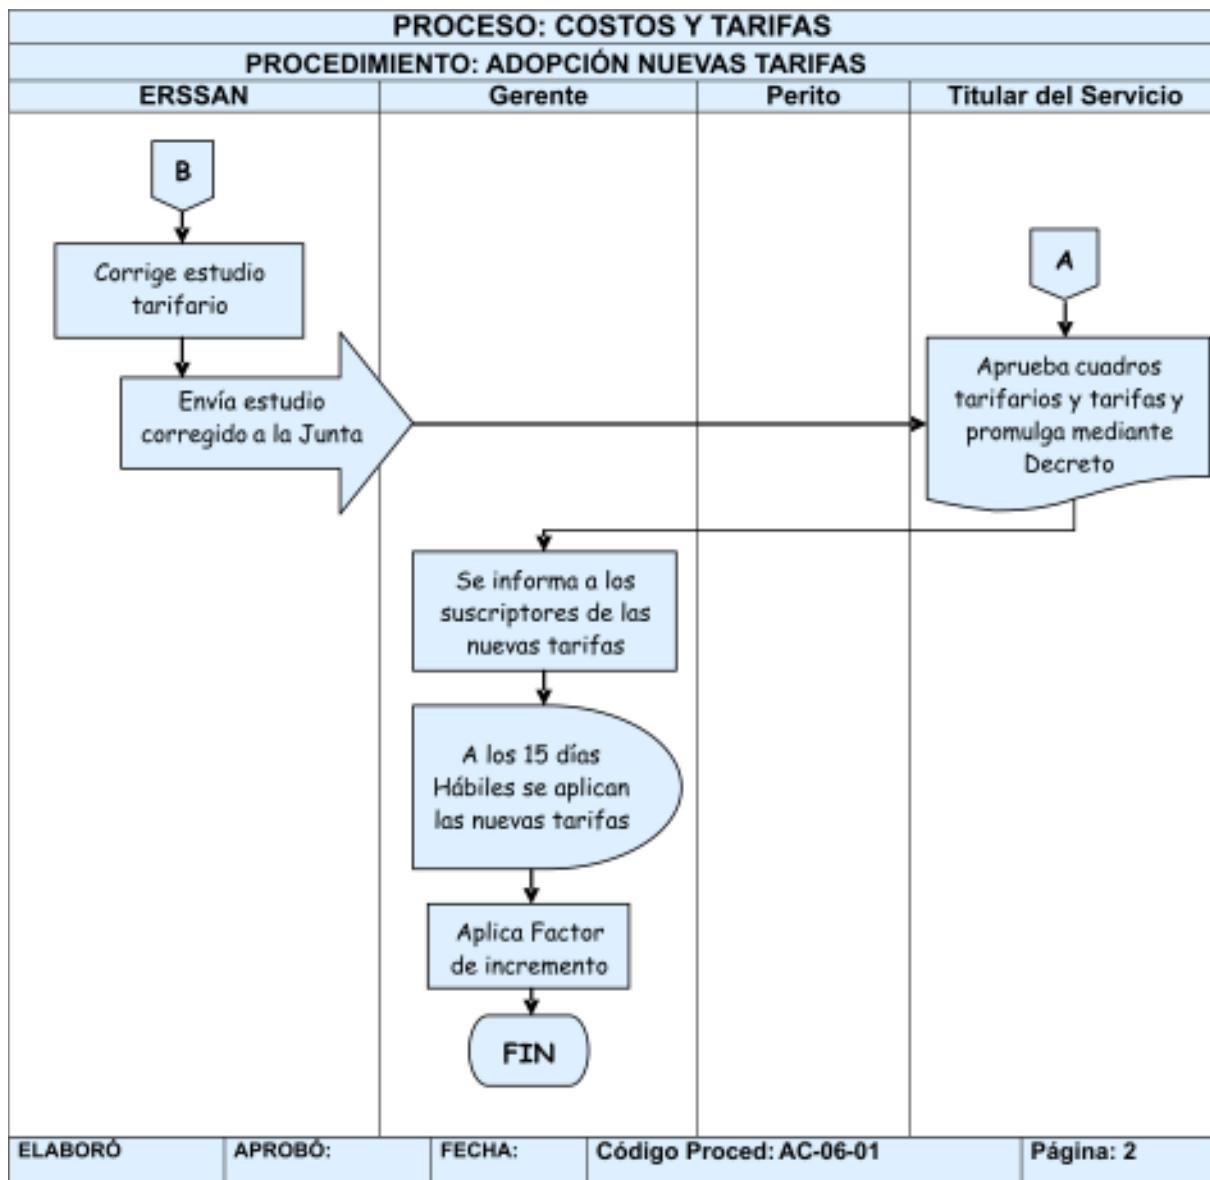 PROCESO: COSTOS Y TARIFAS
PROCEDIMIENTO: ADOPCIÓN NUEVAS TARIFAS
ERSSAN Gerente Perito Titular del Servicio
B
Corrige estudio
tarifario
Envía estudio
corregido a la Junta
A
Aprueba cuadros
tarifarios y tarifas y
promulga mediante
Decreto
Se informa a los
suscriptores de las
nuevas tarifas
A los 15 días
Hábiles se aplican
las nuevas tarifas
Aplica Factor
de incremento
FIN
ELABORÓ APROBÓ: FECHA: Código Proced: AC-06-01 Página: 2